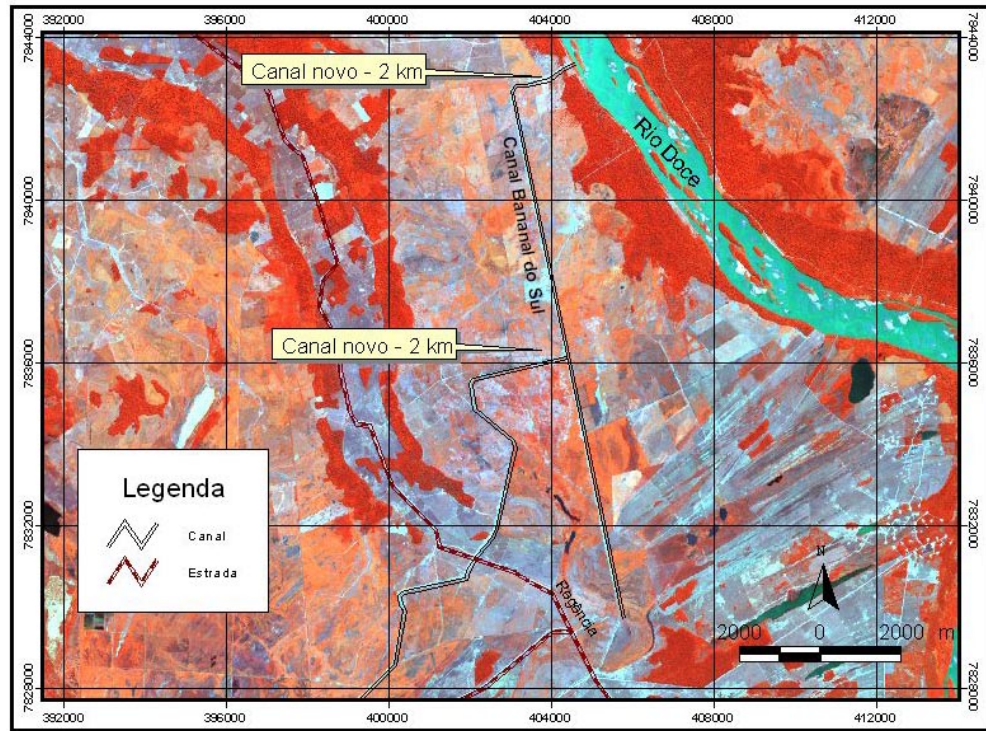 392000 396000 400000 404000 408000 412000
7844000 7844000
Canal novo - 2 km
Rio Doce
Canal Bananal do Sul
7840000 7840000
Canal novo - 2 km
7836000 7836000
Legenda
Canal
Estrada
7832000 7832000
Regência
N
2000 0 2000 m
7828000 7828000
392000 396000 400000 404000 408000 412000